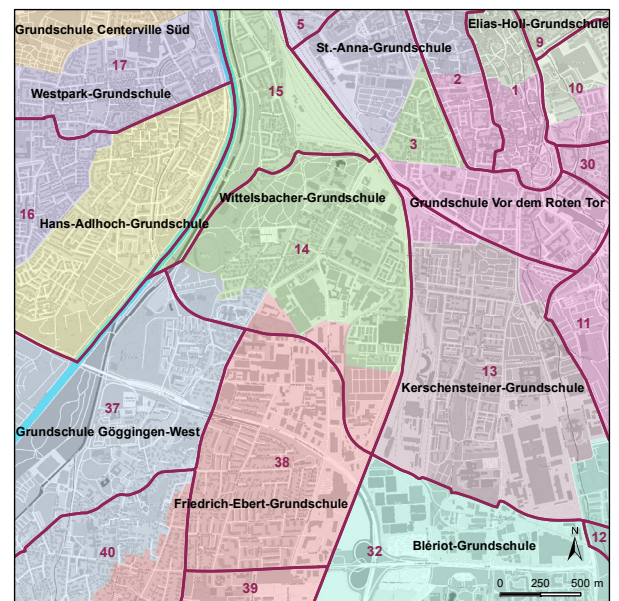 5
Elias-Holl-Grundschule
Grundschule Centerville Süd
9
St.-Anna-Grundschule
17
2
15
1
10
Westpark-Grundschule
3
30
Wittelsbacher-Grundschule
Grundschule Vor dem Roten Tor
16
Hans-Adlhoch-Grundschule
14
11
13
Kerschensteiner-Grundschule
37
Grundschule Göggingen-West
38
Friedrich-Ebert-Grundschule
N
12
40
32
Blériot-Grundschule
39
0 250 500 m